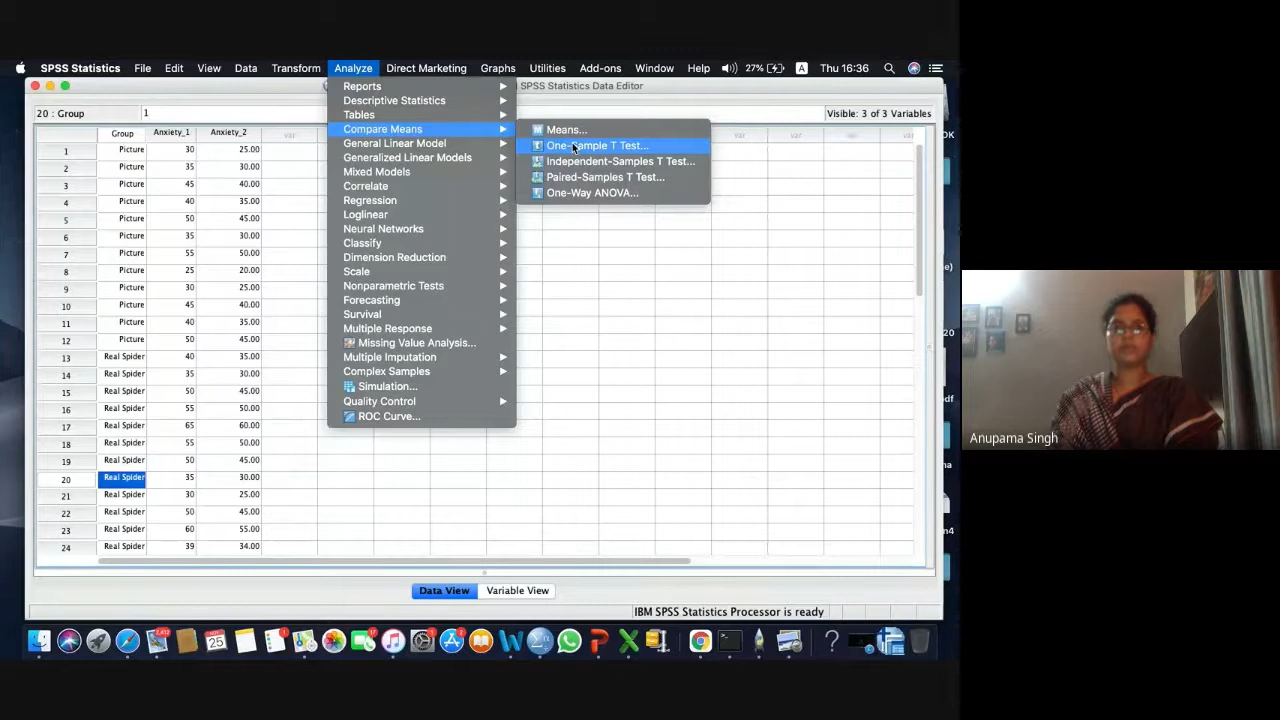 SPSS Statistics File Edit View Data Transform Analyze Direct Marketing Graphs Utilities Add-ons Window Help 27% A Thu 16:36
SPSS Statistics Data Editor
20 : Group 1 Visible: 3 of 3 Variables
Group Anxiety_1 Anxiety_2 var var var var
1 Picture 30 25.00
2 Picture 35 30.00
3 Picture 45 40.00
4 Picture 40 35.00
5 Picture 50 45.00
6 Picture 35 30.00
7 Picture 55 50.00
8 Picture 25 20.00
9 Picture 30 25.00
10 Picture 45 40.00
11 Picture 40 35.00
12 Picture 50 45.00
13 Real Spider 40 35.00
14 Real Spider 35 30.00
15 Real Spider 50 45.00
16 Real Spider 55 50.00
17 Real Spider 65 60.00
18 Real Spider 55 50.00
19 Real Spider 50 45.00
20 Real Spider 35 30.00
21 Real Spider 30 25.00
22 Real Spider 50 45.00
23 Real Spider 60 55.00
24 Real Spider 39 34.00
Reports
Descriptive Statistics
Tables
Compare Means
General Linear Model
Generalized Linear Models
Mixed Models
Correlate
Regression
Loglinear
Neural Networks
Classify
Dimension Reduction
Scale
Nonparametric Tests
Forecasting
Survival
Multiple Response
Missing Value Analysis...
Multiple Imputation
Complex Samples
Simulation...
Quality Control
ROC Curve...
Means...
One-Sample T Test...
Independent-Samples T Test...
Paired-Samples T Test...
One-Way ANOVA...
Data View Variable View
IBM SPSS Statistics Processor is ready
Anupama Singh